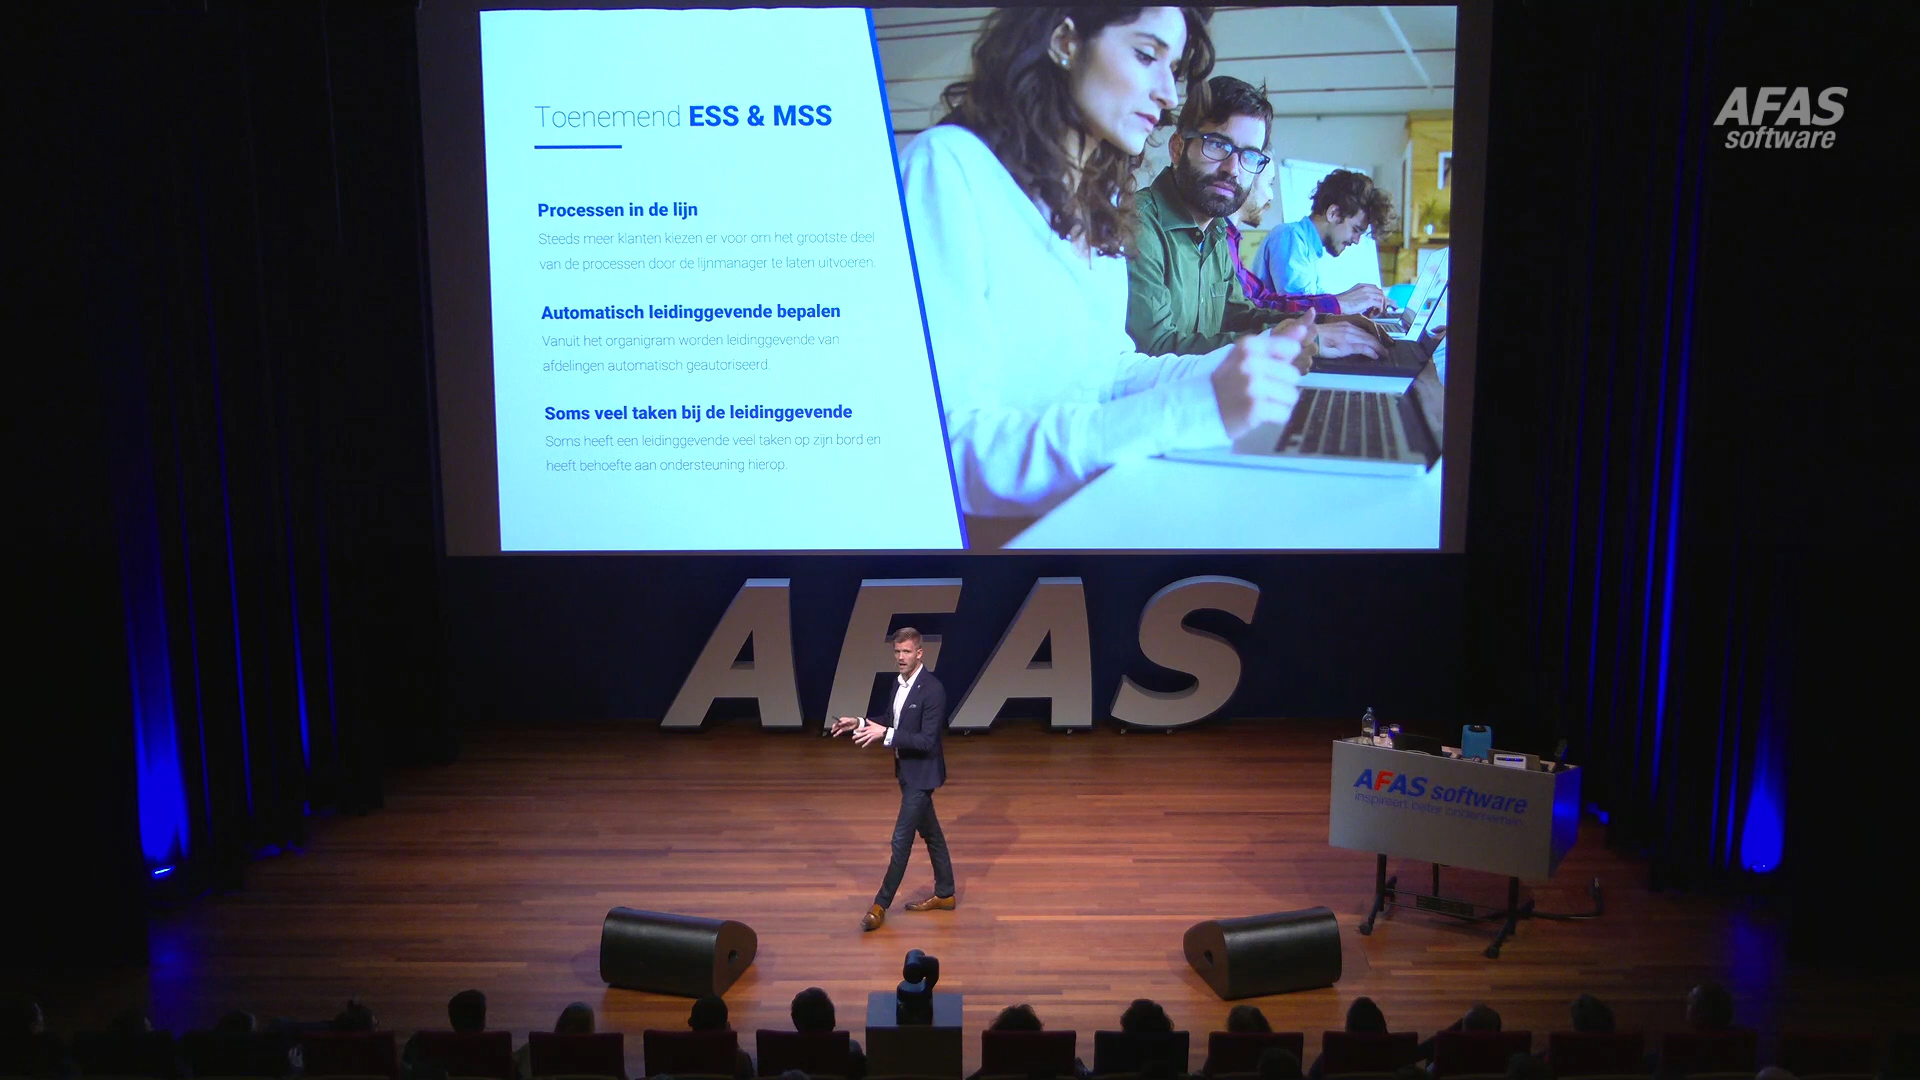 Toenemend ESS & MSS
Processen in de lijn
Steeds meer klanten kiezen er voor om het grootste deel
van de processen door de lijnmanager te laten uitvoeren.
Automatisch leidinggevende bepalen
Vanuit het organigram worden leidinggevende van
afdelingen automatisch geautoriseerd.
Soms veel taken bij de leidinggevende
Soms heeft een leidinggevende veel taken op zijn bord en
heeft behoefte aan ondersteuning hierop.
AFAS
software
AFAS
AFAS software
inspireert beter ondernemen